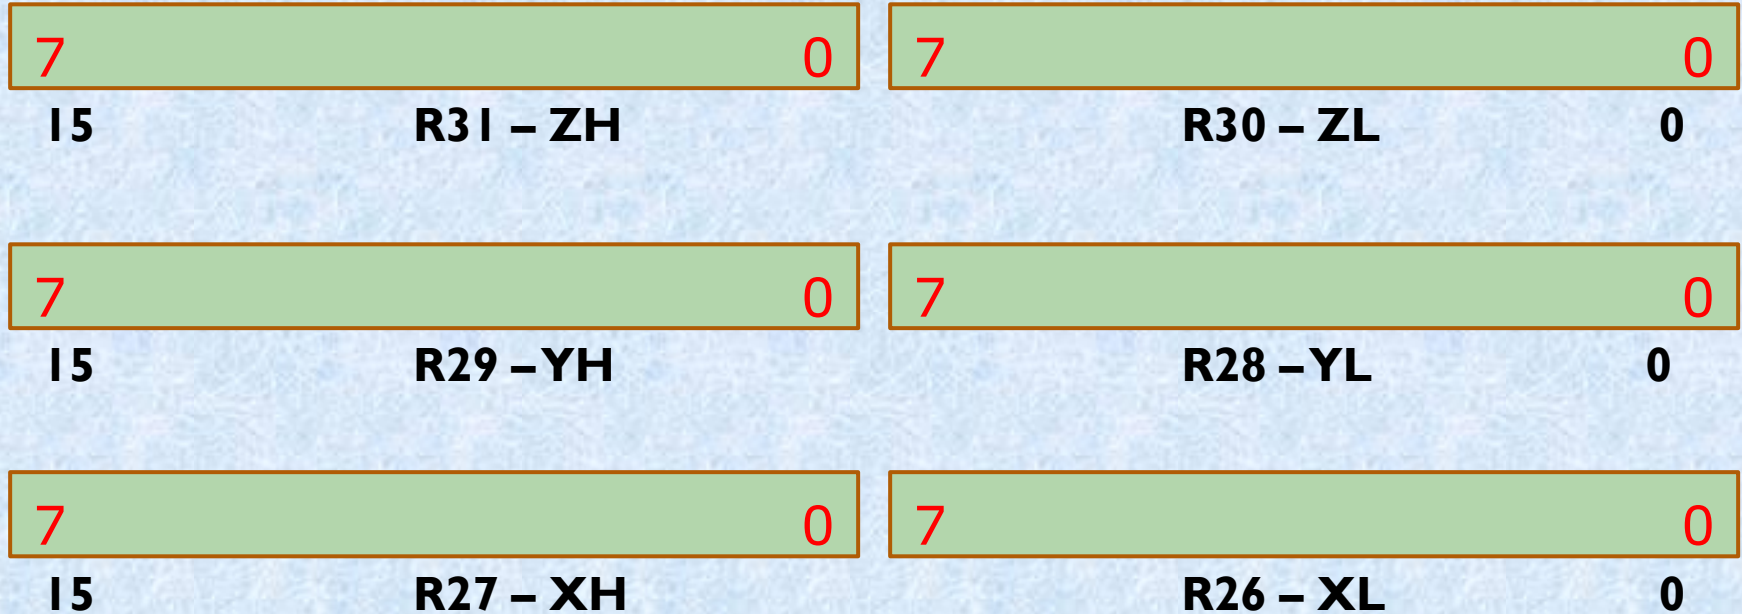 7 0 7 0
15 R31 – ZH R30 – ZL 0
7 0 7 0
15 R29 – YH R28 – YL 0
7 0 7 0
15 R27 – XH R26 – XL 0